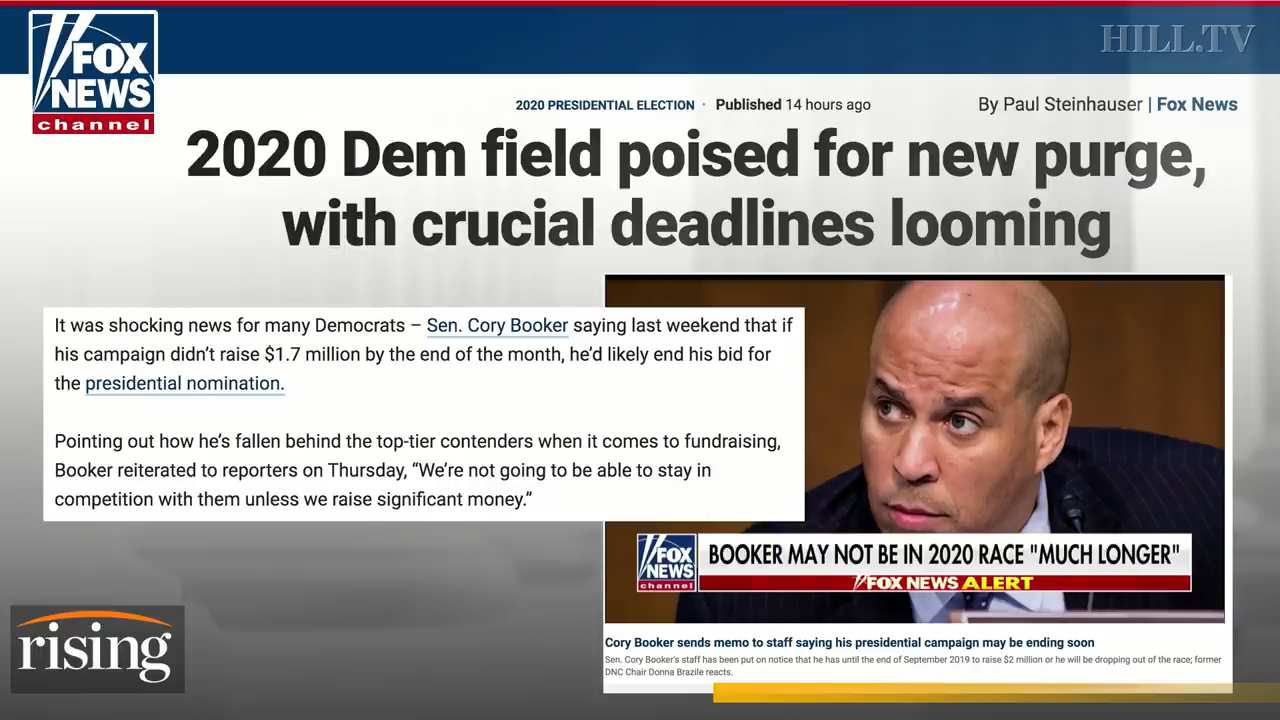 FOX
NEWS
channel
HILL.TV
2020 PRESIDENTIAL ELECTION · Published 14 hours ago
By Paul Steinhauser | Fox News
2020 Dem field poised for new purge,
with crucial deadlines looming
It was shocking news for many Democrats – Sen. Cory Booker saying last weekend that if
his campaign didn’t raise $1.7 million by the end of the month, he’d likely end his bid for
the presidential nomination.
Pointing out how he’s fallen behind the top-tier contenders when it comes to fundraising,
Booker reiterated to reporters on Thursday, “We’re not going to be able to stay in
competition with them unless we raise significant money.”
FOX
NEWS
channel
BOOKER MAY NOT BE IN 2020 RACE "MUCH LONGER"
FOX NEWS ALERT
Cory Booker sends memo to staff saying his presidential campaign may be ending soon
Sen. Cory Booker's staff has been put on notice that he has until the end of September 2019 to raise $2 million or he will be dropping out of the race; former
DNC Chair Donna Brazile reacts.
rising